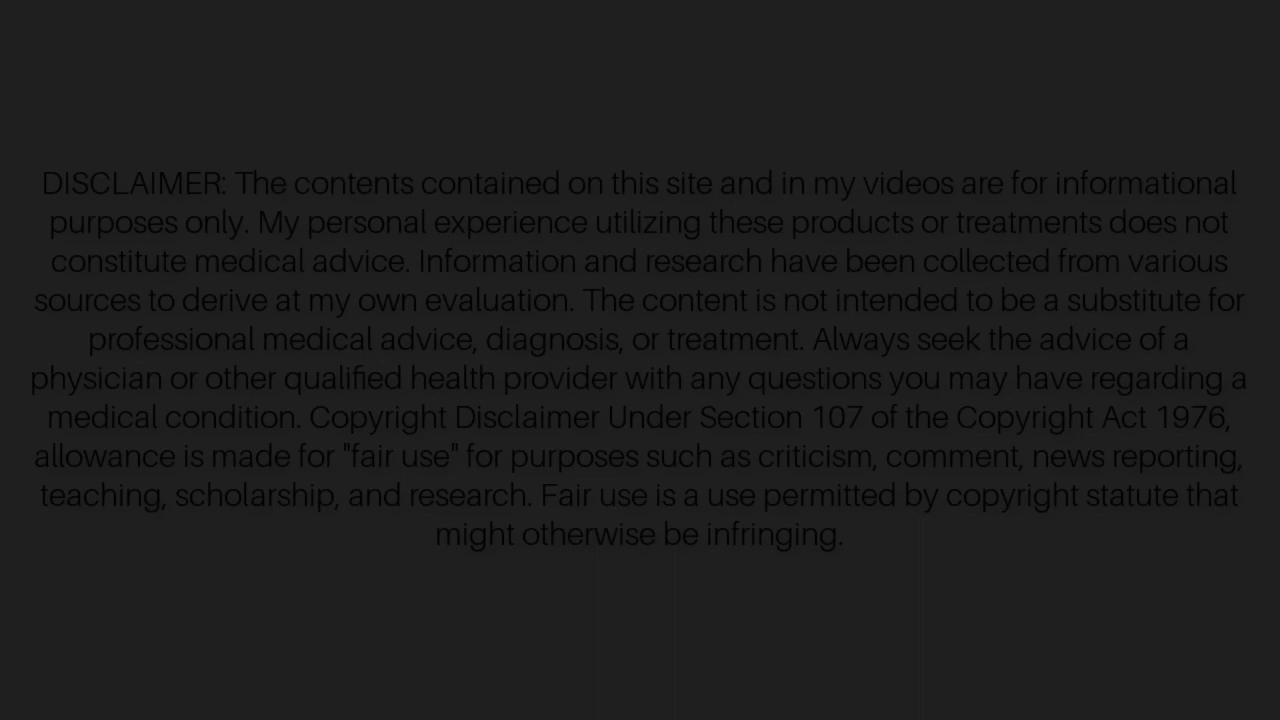 DISCLAIMER: The contents contained on this site and in my videos are for informational
purposes only. My personal experience utilizing these products or treatments does not
constitute medical advice. Information and research have been collected from various
sources to derive at my own evaluation. The content is not intended to be a substitute for
professional medical advice, diagnosis, or treatment. Always seek the advice of a
physician or other qualified health provider with any questions you may have regarding a
medical condition. Copyright Disclaimer Under Section 107 of the Copyright Act 1976,
allowance is made for "fair use" for purposes such as criticism, comment, news reporting,
teaching, scholarship, and research. Fair use is a use permitted by copyright statute that
might otherwise be infringing.